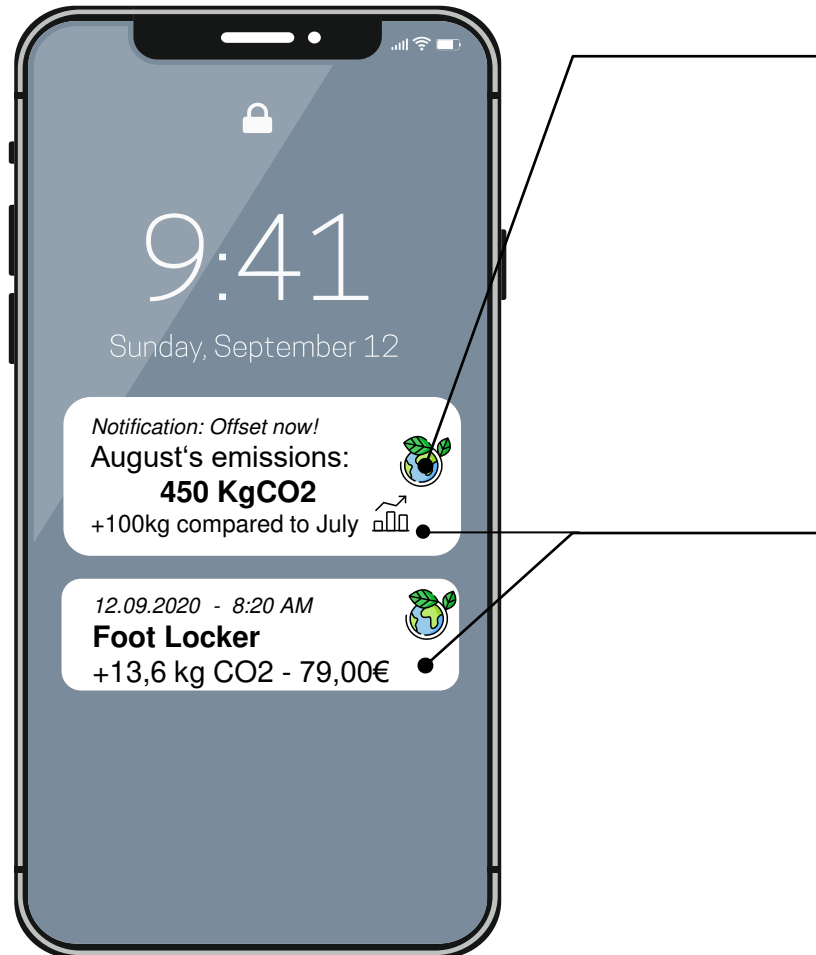 9:41
Sunday, September 12
Notification: Offset now!
August‘s emissions:
450 KgCO2
+100kg compared to July
12.09.2020 - 8:20 AM
Foot Locker
+13,6 kg CO2 - 79,00€